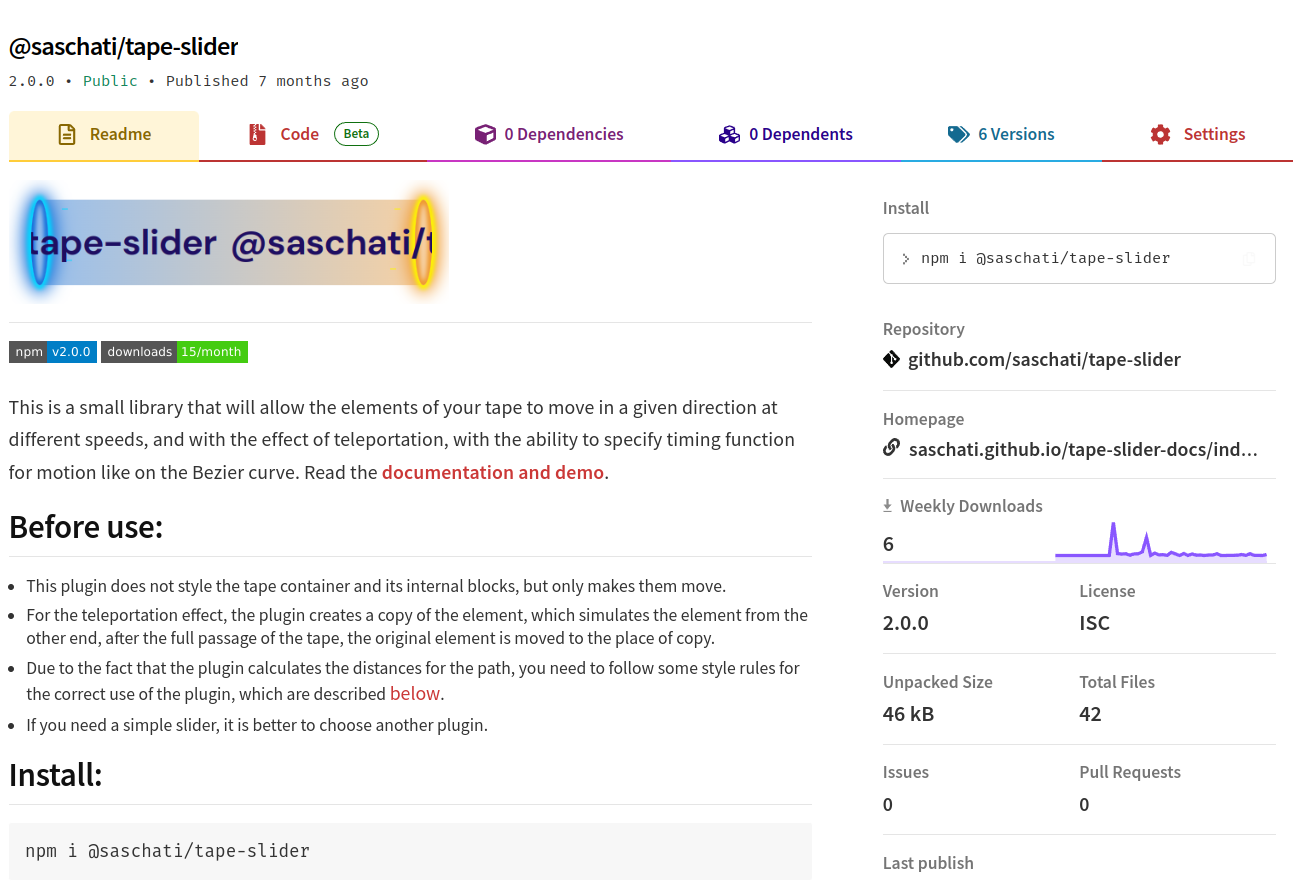 @saschati/tape-slider
2.0.0 • Public • Published 7 months ago
Readme
Code Beta
0 Dependencies
0 Dependents
6 Versions
Settings
tape-slider @saschati/t
npm v2.0.0 downloads 15/month
This is a small library that will allow the elements of your tape to move in a given direction at
different speeds, and with the effect of teleportation, with the ability to specify timing function
for motion like on the Bezier curve. Read the documentation and demo.
Before use:
• This plugin does not style the tape container and its internal blocks, but only makes them move.
• For the teleportation effect, the plugin creates a copy of the element, which simulates the element from the
other end, after the full passage of the tape, the original element is moved to the place of copy.
• Due to the fact that the plugin calculates the distances for the path, you need to follow some style rules for
the correct use of the plugin, which are described below.
• If you need a simple slider, it is better to choose another plugin.
Install:
npm i @saschati/tape-slider
Install
npm i @saschati/tape-slider
Repository
github.com/saschati/tape-slider
Homepage
saschati.github.io/tape-slider-docs/ind...
Weekly Downloads
6
Version License
2.0.0 ISC
Unpacked Size Total Files
46 kB 42
Issues Pull Requests
0 0
Last publish